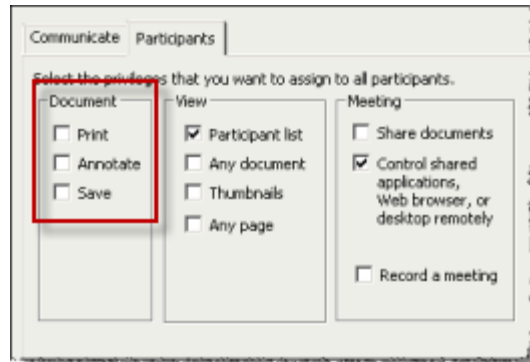 Communicate Participants
Select the privileges that you want to assign to all participants.
Document View Meeting
Print Participant list Share documents
Annotate Any document Control shared
applications,
Save Thumbnails Web browser, or
desktop remotely
Any page
Record a meeting